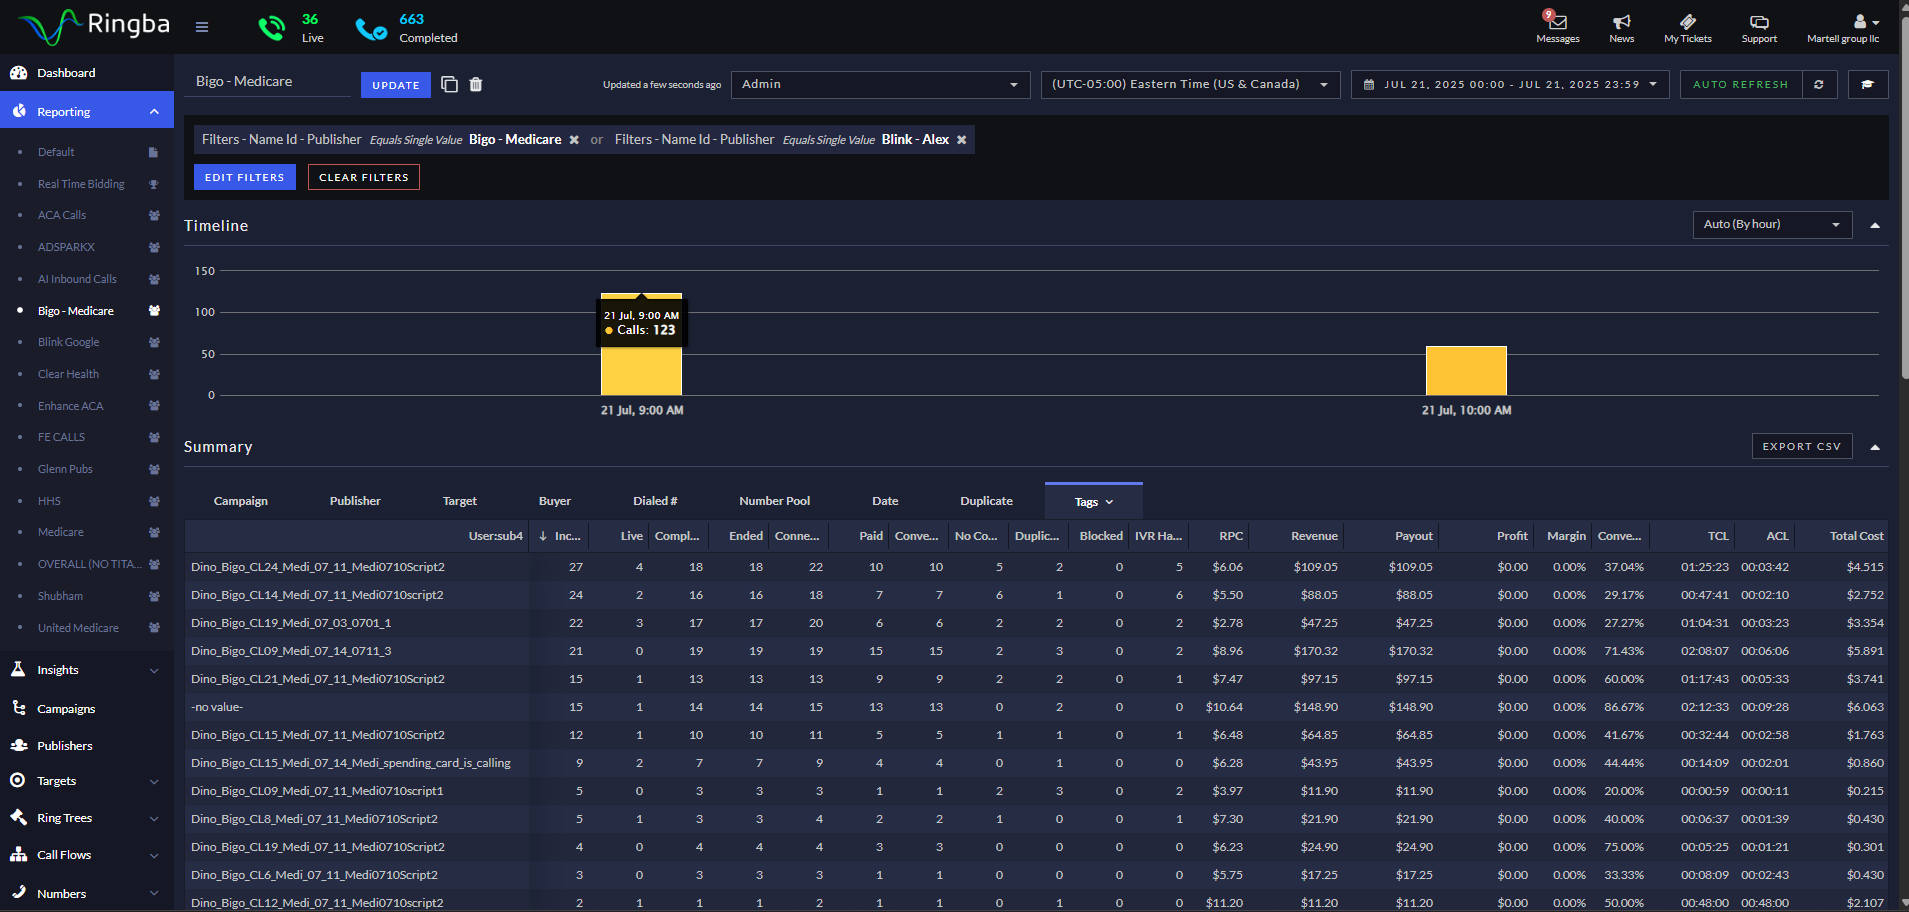 Ringba
36
Live
663
Completed
9
Messages
News
My Tickets
Support
Martell group llc
Dashboard
Reporting
Default
Real Time Bidding
ACA Calls
ADSPARKX
AI Inbound Calls
Bigo - Medicare
Blink Google
Clear Health
Enhance ACA
FE CALLS
Glenn Pubs
HHS
Medicare
OVERALL (NO TITA...
Shubham
United Medicare
Insights
Campaigns
Publishers
Targets
Ring Trees
Call Flows
Numbers
Bigo - Medicare
UPDATE
Updated a few seconds ago
Admin
(UTC-05:00) Eastern Time (US & Canada)
JUL 21, 2025 00:00 - JUL 21, 2025 23:59
AUTO REFRESH
Filters - Name Id - Publisher Equals Single Value Bigo - Medicare ✖ or Filters - Name Id - Publisher Equals Single Value Blink - Alex ✖
EDIT FILTERS
CLEAR FILTERS
Timeline
Auto (By hour)
150
100
50
0
21 Jul, 9:00 AM
Calls: 123
21 Jul, 9:00 AM
21 Jul, 10:00 AM
Summary
EXPORT CSV
Campaign Publisher Target Buyer Dialed # Number Pool Date Duplicate Tags
User:sub4 ↓ Inc... Live Compl... Ended Conne... Paid Conve... No Co... Duplic... Blocked IVR Ha... RPC Revenue Payout Profit Margin Conve... TCL ACL Total Cost
Dino_Bigo_CL24_Medi_07_11_Medi0710Script2 27 4 18 18 22 10 10 5 2 0 5 $6.06 $109.05 $109.05 $0.00 0.00% 37.04% 01:25:23 00:03:42 $4.515
Dino_Bigo_CL14_Medi_07_11_Medi0710script2 24 2 16 16 18 7 7 6 1 0 6 $5.50 $88.05 $88.05 $0.00 0.00% 29.17% 00:47:41 00:02:10 $2.752
Dino_Bigo_CL19_Medi_07_03_0701_1 22 3 17 17 20 6 6 2 2 0 2 $2.78 $47.25 $47.25 $0.00 0.00% 27.27% 01:04:31 00:03:23 $3.354
Dino_Bigo_CL09_Medi_07_14_0711_3 21 0 19 19 19 15 15 2 3 0 2 $8.96 $170.32 $170.32 $0.00 0.00% 71.43% 02:08:07 00:06:06 $5.891
Dino_Bigo_CL21_Medi_07_11_Medi0710Script2 15 1 13 13 13 9 9 2 2 0 1 $7.47 $97.15 $97.15 $0.00 0.00% 60.00% 01:17:43 00:05:33 $3.741
-no value- 15 1 14 14 15 13 13 0 2 0 0 $10.64 $148.90 $148.90 $0.00 0.00% 86.67% 02:12:33 00:09:28 $6.063
Dino_Bigo_CL15_Medi_07_11_Medi0710Script2 12 1 10 10 11 5 5 1 1 0 1 $6.48 $64.85 $64.85 $0.00 0.00% 41.67% 00:32:44 00:02:58 $1.763
Dino_Bigo_CL15_Medi_07_14_Medi_spending_card_is_calling 9 2 7 7 9 4 4 0 1 0 0 $6.28 $43.95 $43.95 $0.00 0.00% 44.44% 00:14:09 00:02:01 $0.860
Dino_Bigo_CL09_Medi_07_11_Medi0710script1 5 0 3 3 3 1 1 2 3 0 2 $3.97 $11.90 $11.90 $0.00 0.00% 20.00% 00:00:59 00:00:11 $0.215
Dino_Bigo_CL8_Medi_07_11_Medi0710Script2 5 1 3 3 4 2 2 1 0 0 1 $7.30 $21.90 $21.90 $0.00 0.00% 40.00% 00:06:37 00:01:39 $0.430
Dino_Bigo_CL19_Medi_07_11_Medi0710Script2 4 0 4 4 4 3 3 0 0 0 0 $6.23 $24.90 $24.90 $0.00 0.00% 75.00% 00:05:25 00:01:21 $0.301
Dino_Bigo_CL6_Medi_07_11_Medi0710Script2 3 0 3 3 3 1 1 0 0 0 0 $5.75 $17.25 $17.25 $0.00 0.00% 33.33% 00:08:09 00:02:43 $0.430
Dino_Bigo_CL12_Medi_07_11_Medi0710script2 2 1 1 1 2 1 1 0 1 0 0 $11.20 $11.20 $11.20 $0.00 0.00% 50.00% 00:48:00 00:48:00 $2.107